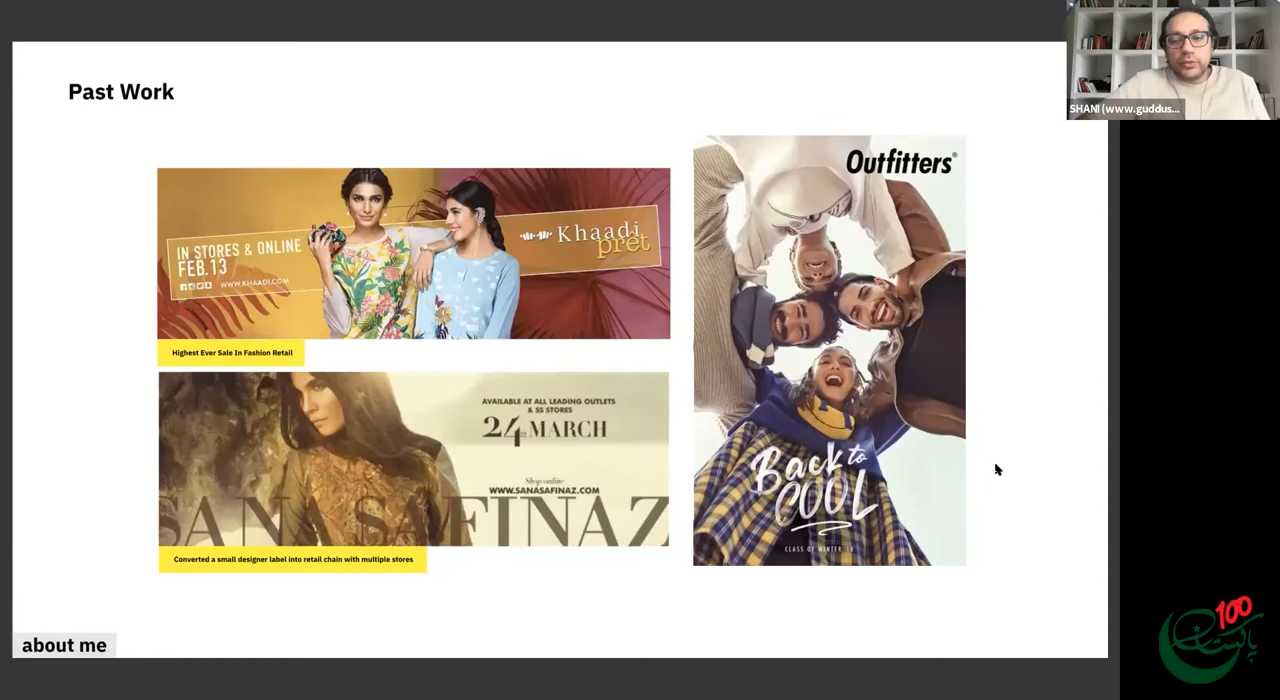 SHANI (www.guddus...
Past Work
IN STORES & ONLINE
FEB.13
WWW.KHAADI.COM
Khaadi
pret
Highest Ever Sale In Fashion Retail
AVAILABLE AT ALL LEADING OUTLETS
& SS STORES
24TH MARCH
Shop online
WWW.SANASAFINAZ.COM
SANA SAFINAZ
Converted a small designer label into retail chain with multiple stores
Outfitters®
Back to
COOL
CLASS OF WINTER '18
about me
100
پاکستان